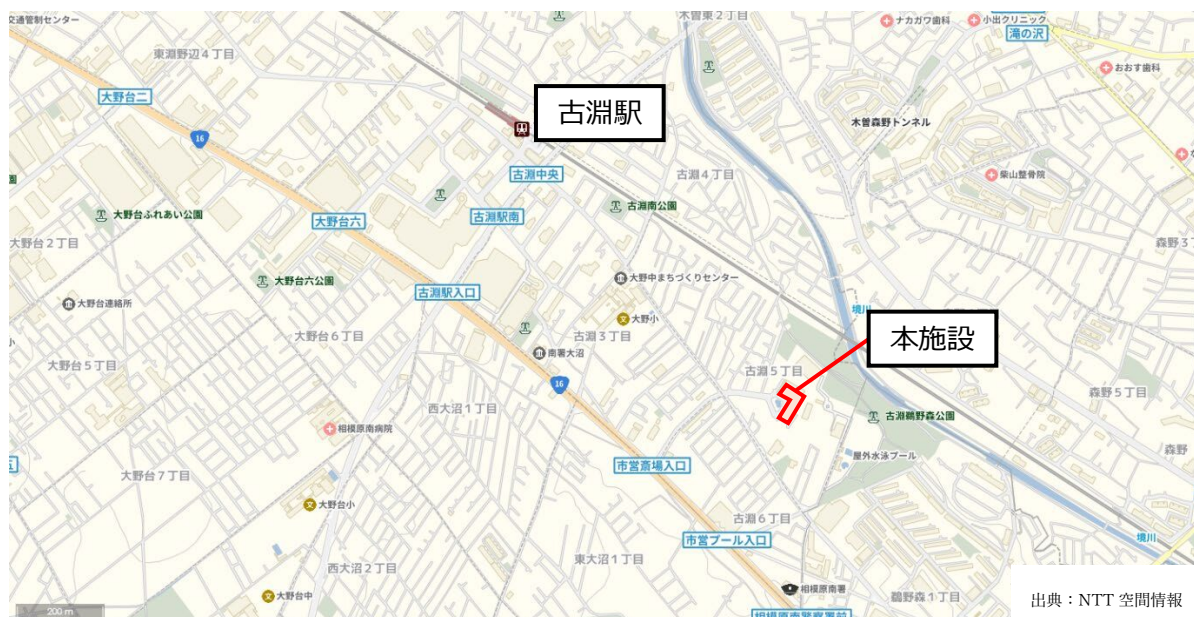 交通管制センター
木曽東2丁目
ナカガワ歯科
小出クリニック
滝の沢
東淵野辺4丁目
おおす歯科
大野台二
16
古淵駅
木曽森野トンネル
古淵中央
古淵4丁目
柴山整骨院
園
大野台ふれあい公園
大野台六
古淵駅南
古淵南公園
大野台2丁目
森野3丁
大野台六公園
古淵駅入口
大野中まちづくりセンター
大野台連絡所
境川
大野小
本施設
大野台6丁目
古淵3丁目
南署大沼
大野台5丁目
古淵5丁目
16
森野5丁目
西大沼1丁目
古淵鵜野森公園
相模原南病院
屋外水泳プール
森野
市営斎場入口
大野台7丁目
大野台小
古淵6丁目
市営プール入口
境川
東大沼1丁目
西大沼2丁目
相模原南署
大野台中
鵜野森1丁目
出典：NTT 空間情報
200 m
相模原南警察署前